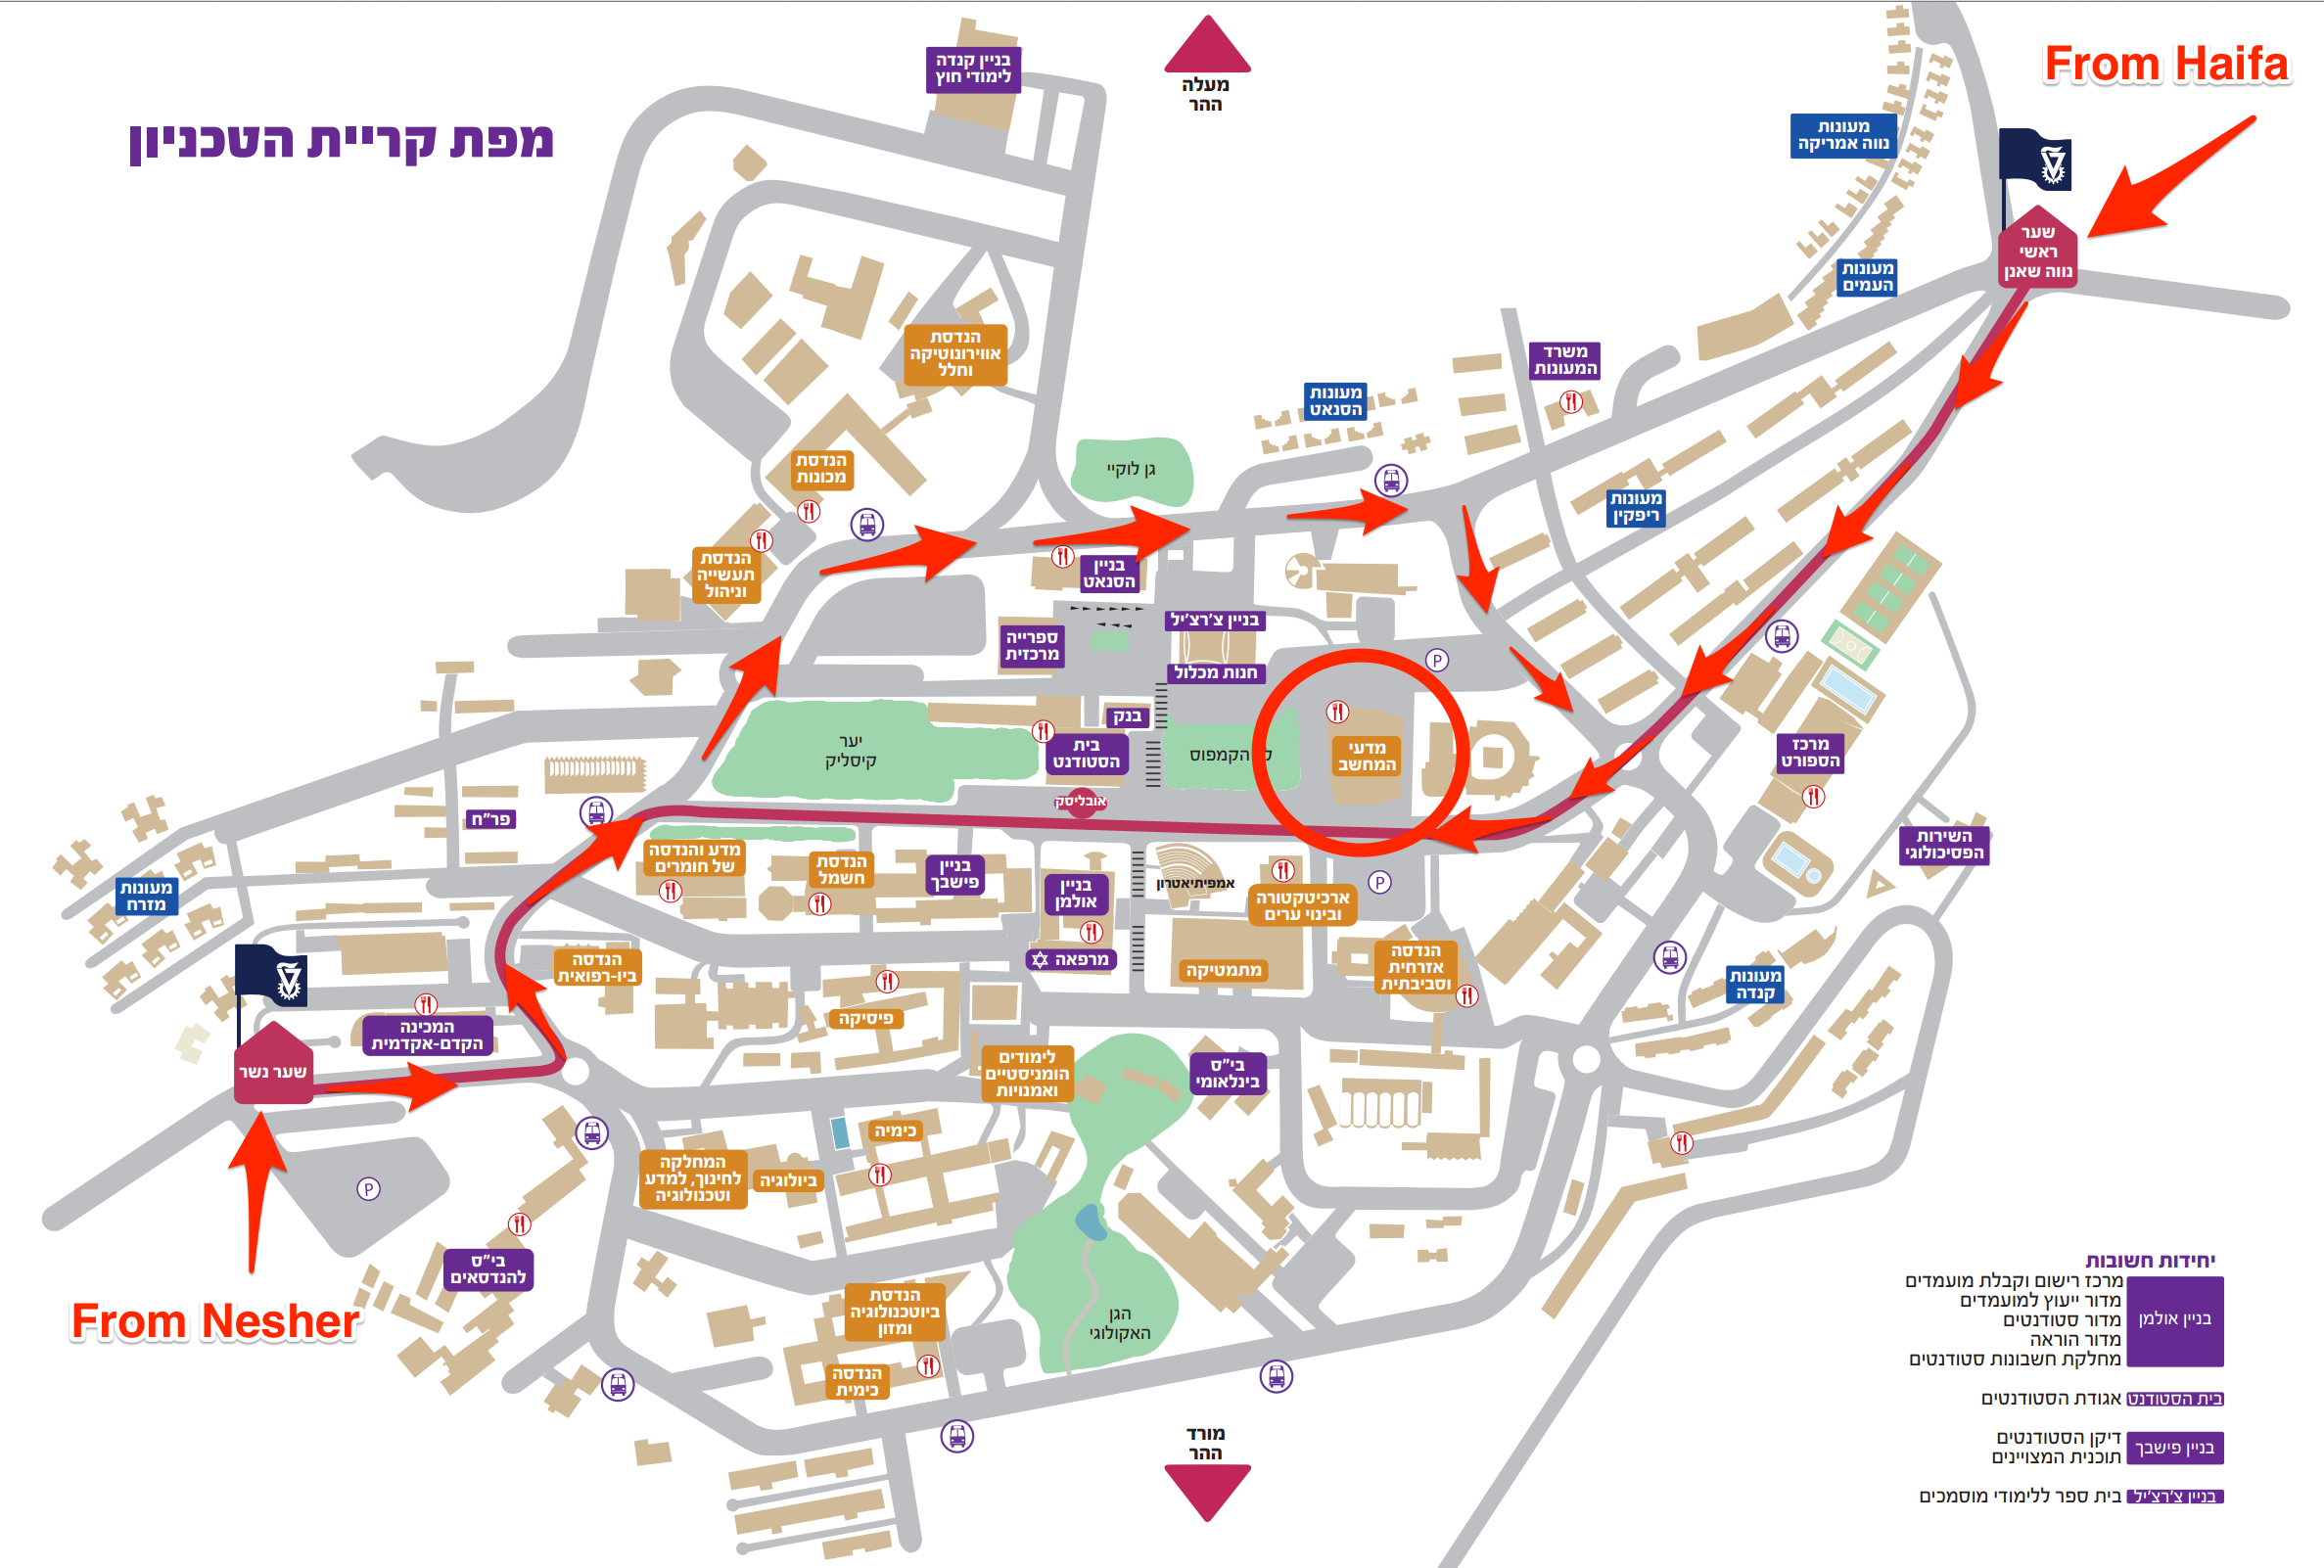 מעלה
ההר
From Haifa
בניין קנדה
לימודי חוץ
מפת קריית הטכניון
מעונות
נווה אמריקה
שער
ראשי
נווה שאנן
מעונות
העמים
הנדסת
אווירונוטיקה
וחלל
משרד
המעונות
מעונות
הסנאט
גן לוקיי
הנדסת
מכונות
מעונות
ריפקין
הנדסת
תעשייה
וניהול
בניין
הסנאט
ספרייה
מרכזית
בניין צ'רצ'יל
חנות מכלול
P
בנק
יער
קיסליק
בית
הסטודנט
הקמפוס
מדעי
המחשב
מרכז
הספורט
אובליסק
פר"ח
השירות
הפסיכולוגי
מדע והנדסה
של חומרים
הנדסת
חשמל
בניין
פישבך
בניין
אולמן
אמפיתיאטרון
ארכיטקטורה
ובינוי ערים
P
מעונות
מזרח
הנדסה
ביו-רפואית
מרפאה
מתמטיקה
הנדסה
אזרחית
וסביבתית
מעונות
קנדה
פיסיקה
המכינה
הקדם-אקדמית
שער נשר
לימודים
הומניסטיים
ואמנויות
בי"ס
בינלאומי
כימיה
המחלקה
לחינוך, למדע
וטכנולוגיה
ביולוגיה
P
בי"ס
להנדסאים
From Nesher
הנדסת
ביוטכנולוגיה
ומזון
הגן
האקולוגי
הנדסה
כימית
מורד
ההר
יחידות חשובות
בניין אולמן
מרכז רישום וקבלת מועמדים
מדור ייעוץ למועמדים
מדור סטודנטים
מדור הוראה
מחלקת חשבונות סטודנטים
בית הסטודנט אגודת הסטודנטים
בניין פישבך
דיקן הסטודנטים
תוכנית המצויינים
בניין צ'רצ'יל בית ספר ללימודי מוסמכים